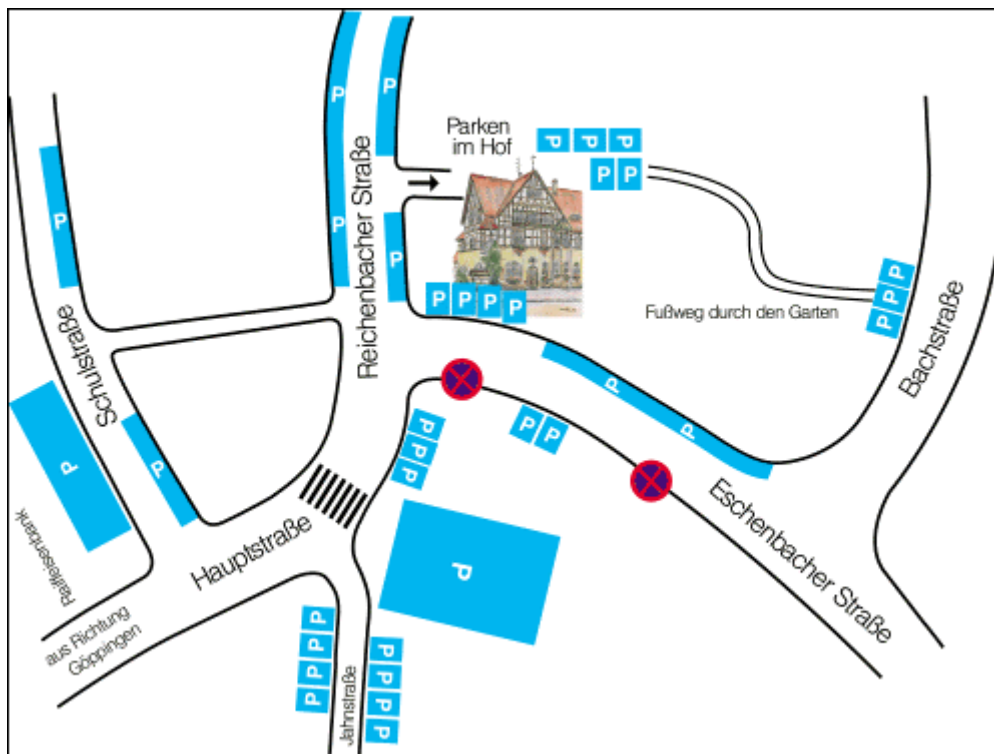 P
P
P
P
P
Parken
im Hof
P P P
P P
P
P P P P
Reichenbacher Straße
Fußweg durch den Garten
P P P
Bachstraße
Schulstraße
P
P
P
P
P P
P P P
Eschenbacher Straße
Hauptstraße
P
Raiffeisenbank
aus Richtung
Göppingen
P P P P
Jahnstraße
P P P P